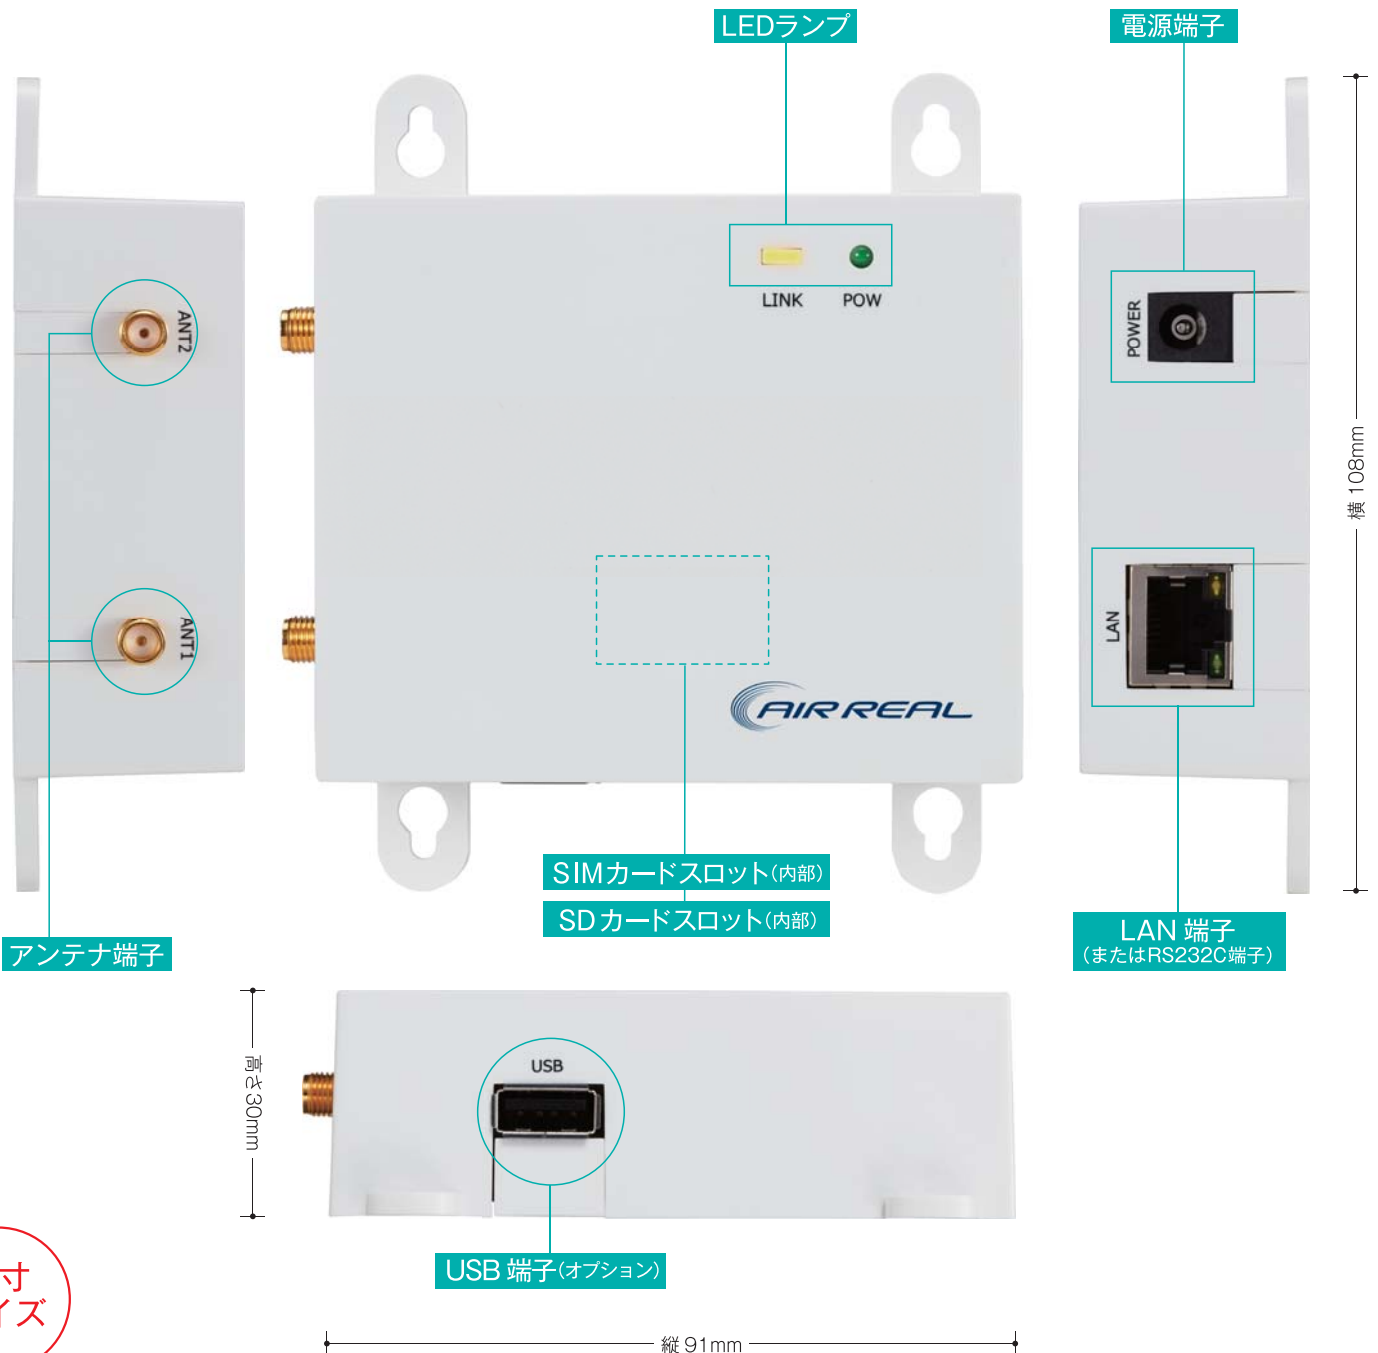 LEDランプ
電源端子
LINK
POW
ANT2
POWER
横 108mm
ANT1
LAN
AIR REAL
SIMカードスロット(内部)
SDカードスロット(内部)
アンテナ端子
LAN 端子
(またはRS232C端子)
高さ30mm
USB
USB 端子(オプション)
寸
イズ
縦 91mm